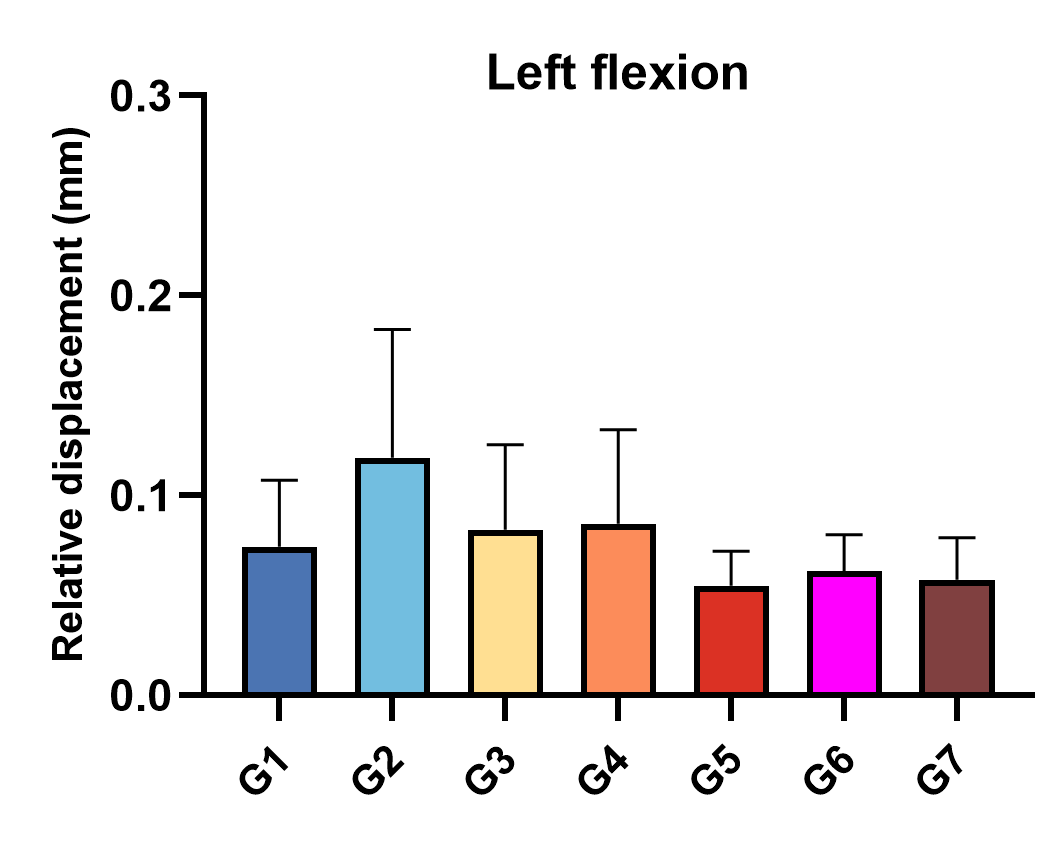 Left flexion
Relative displacement (mm)
0.3
0.2
0.1
0.0
G1 G2 G3 G4 G5 G6 G7